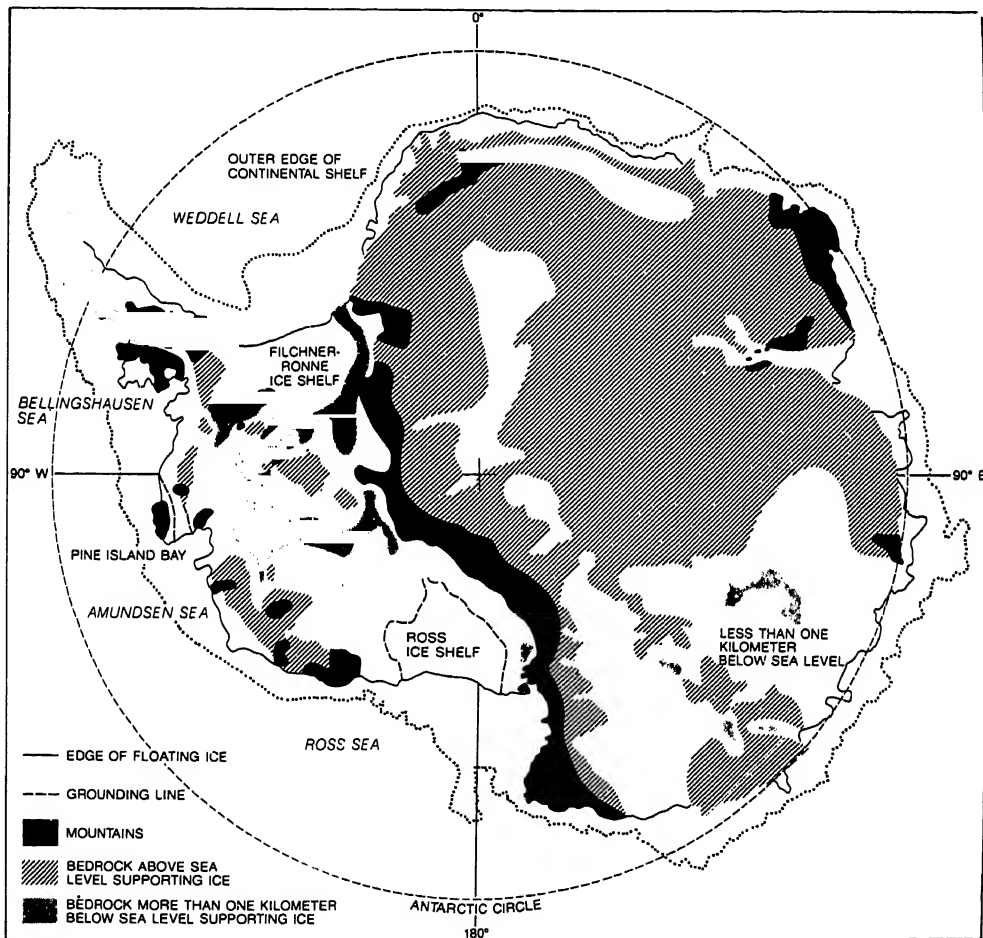 0°
OUTER EDGE OF
CONTINENTAL SHELF
WEDDELL SEA
FILCHNER-
RONNE
ICE SHELF
BELLINGSHAUSEN
SEA
90° W
90° E
PINE ISLAND BAY
AMUNDSEN SEA
ROSS
ICE SHELF
LESS THAN ONE
KILOMETER
BELOW SEA LEVEL
ROSS SEA
EDGE OF FLOATING ICE
GROUNDING LINE
MOUNTAINS
BEDROCK ABOVE SEA
LEVEL SUPPORTING ICE
BEDROCK MORE THAN ONE KILOMETER
BELOW SEA LEVEL SUPPORTING ICE
ANTARCTIC CIRCLE
180°